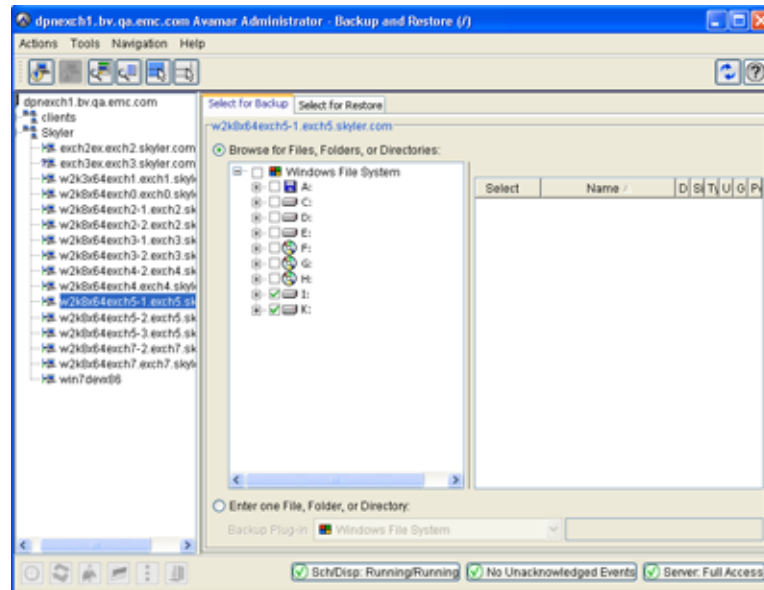 dpnexch1.bv.qa.emc.com Avamar Administrator - Backup and Restore (/)
Actions Tools Navigation Help
dpnexch1.bv.qa.emc.com
clients
Skyler
exch2ex.exch2.skyler.com
exch3ex.exch3.skyler.com
w2k3x64exch1.exch1.skyl
w2k8x64exch0.exch0.skyl
w2k8x64exch2-1.exch2.sk
w2k8x64exch2-2.exch2.sk
w2k8x64exch3-1.exch3.sk
w2k8x64exch3-2.exch3.sk
w2k8x64exch4-2.exch4.sk
w2k8x64exch4.exch4.skyl
w2k8x64exch5-1.exch5.sk
w2k8x64exch5-2.exch5.sk
w2k8x64exch5-3.exch5.sk
w2k8x64exch7-2.exch7.sk
w2k8x64exch7.exch7.skyl
win7devx86
Select for Backup Select for Restore
w2k8x64exch5-1.exch5.skyler.com
Browse for Files, Folders, or Directories:
Windows File System
A:
C:
D:
E:
F:
G:
H:
I:
K:
Select Name D Si Ty U G Pe
Enter one File, Folder, or Directory:
Backup Plug-in Windows File System
Sch/Disp: Running/Running No Unacknowledged Events Server: Full Access